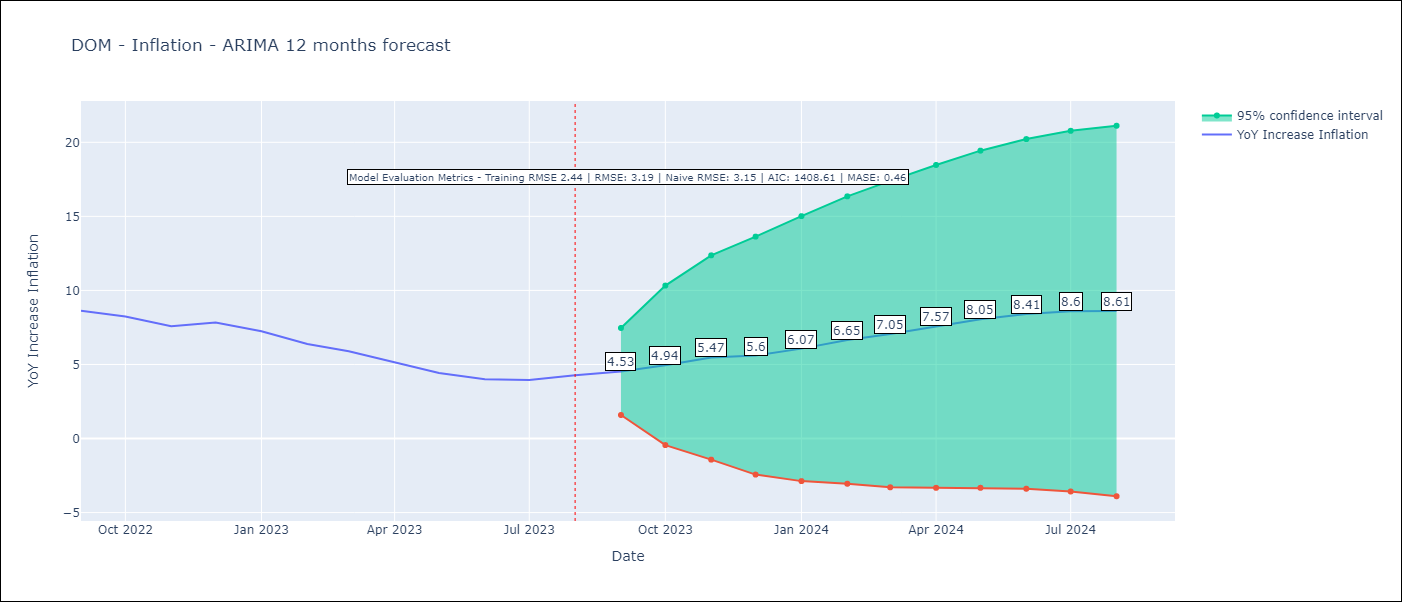 DOM - Inflation - ARIMA 12 months forecast
95% confidence interval
YoY Increase Inflation
Model Evaluation Metrics - Training RMSE 2.44 | RMSE: 3.19 | Naive RMSE: 3.15 | AIC: 1408.61 | MASE: 0.46
YoY Increase Inflation
20
15
10
5
0
−5
4.53
4.94
5.47
5.6
6.07
6.65
7.05
7.57
8.05
8.41
8.6
8.61
Oct 2022
Jan 2023
Apr 2023
Jul 2023
Oct 2023
Jan 2024
Apr 2024
Jul 2024
Date